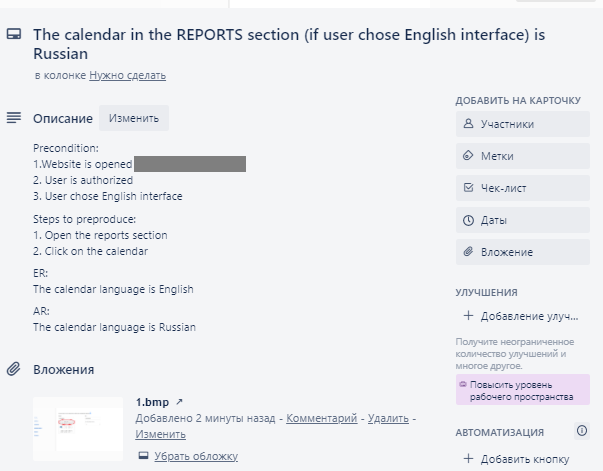 The calendar in the REPORTS section (if user chose English interface) is
Russian
в колонке Нужно сделать
Описание
Изменить
Precondition:
1.Website is opened
2. User is authorized
3. User chose English interface
Steps to preproduce:
1. Open the reports section
2. Click on the calendar
ER:
The calendar language is English
AR:
The calendar language is Russian
Вложения
1.bmp ↗
Добавлено 2 минуты назад - Комментарий - Удалить -
Изменить
Убрать обложку
ДОБАВИТЬ НА КАРТОЧКУ
Участники
Метки
Чек-лист
Даты
Вложение
УЛУЧШЕНИЯ
+ Добавление улуч...
Получите неограниченное
количество улучшений и
многое другое.
Повысить уровень
рабочего пространства
АВТОМАТИЗАЦИЯ
+ Добавить кнопку